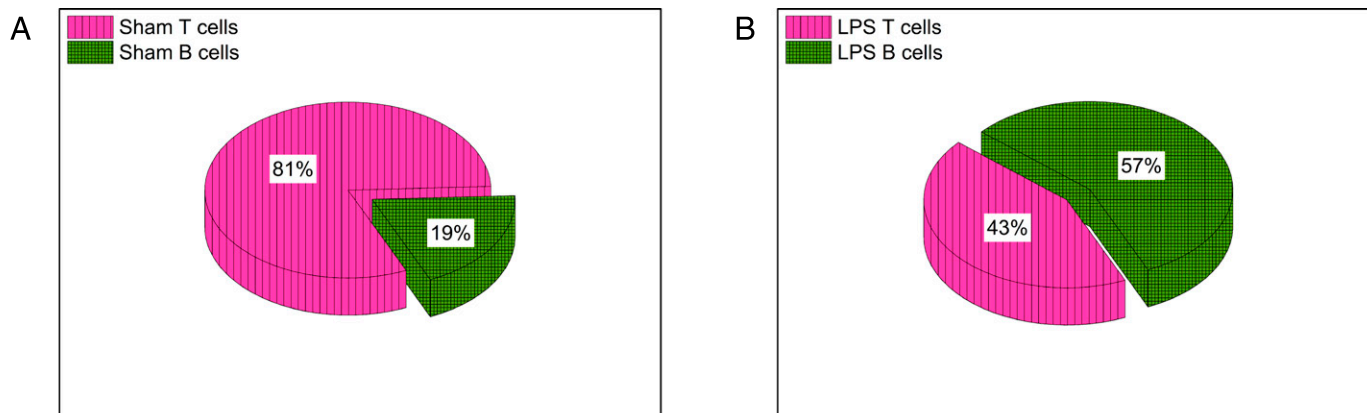 A
Sham T cells
Sham B cells
81%
19%
B
LPS T cells
LPS B cells
57%
43%